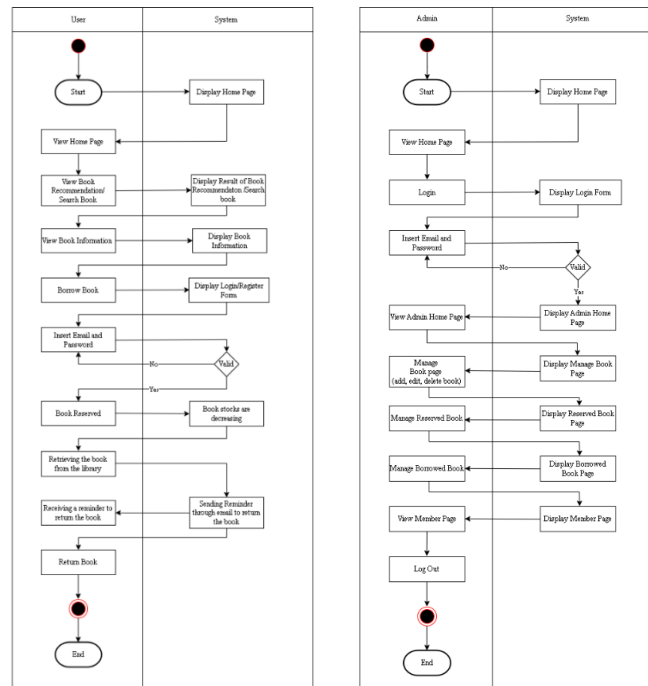 User
System
Start
Display Home Page
View Home Page
View Book
Recommendation/
Search Book
Display Result of Book
Recommendation /Search
book
View Book Information
Display Book
Information
Borrow Book
Display Login/Register
Form
Insert Email and
Password
Valid
No
Yes
Book Reserved
Book stocks are
decreasing
Retrieving the book
from the library
Sending Reminder
through email to return
the book
Receiving a reminder to
return the book
Return Book
End
Admin
System
Start
Display Home Page
View Home Page
Login
Display Login Form
Insert Email and
Password
Valid
No
Yes
View Admin Home Page
Display Admin Home
Page
Manage
Book page
(add, edit, delete book)
Display Manage Book
Page
Manage Reserved Book
Display Reserved Book
Page
Manage Borrowed Book
Display Borrowed
Book Page
View Member Page
Display Member Page
Log Out
End